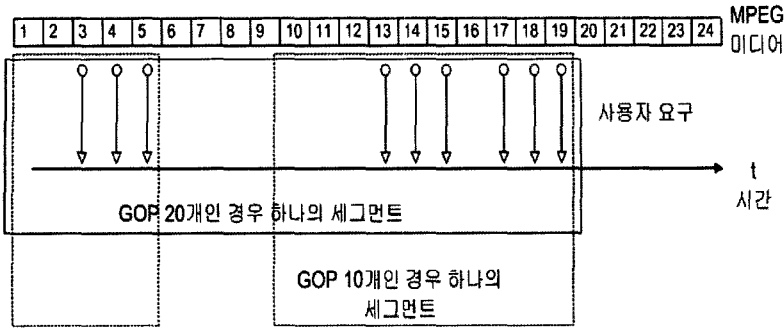 MPEG
미디어
1 2 3 4 5 6 7 8 9 10 11 12 13 14 15 16 17 18 19 20 21 22 23 24
사용자 요구
t
시간
GOP 20개인 경우 하나의 세그먼트
GOP 10개인 경우 하나의
세그먼트